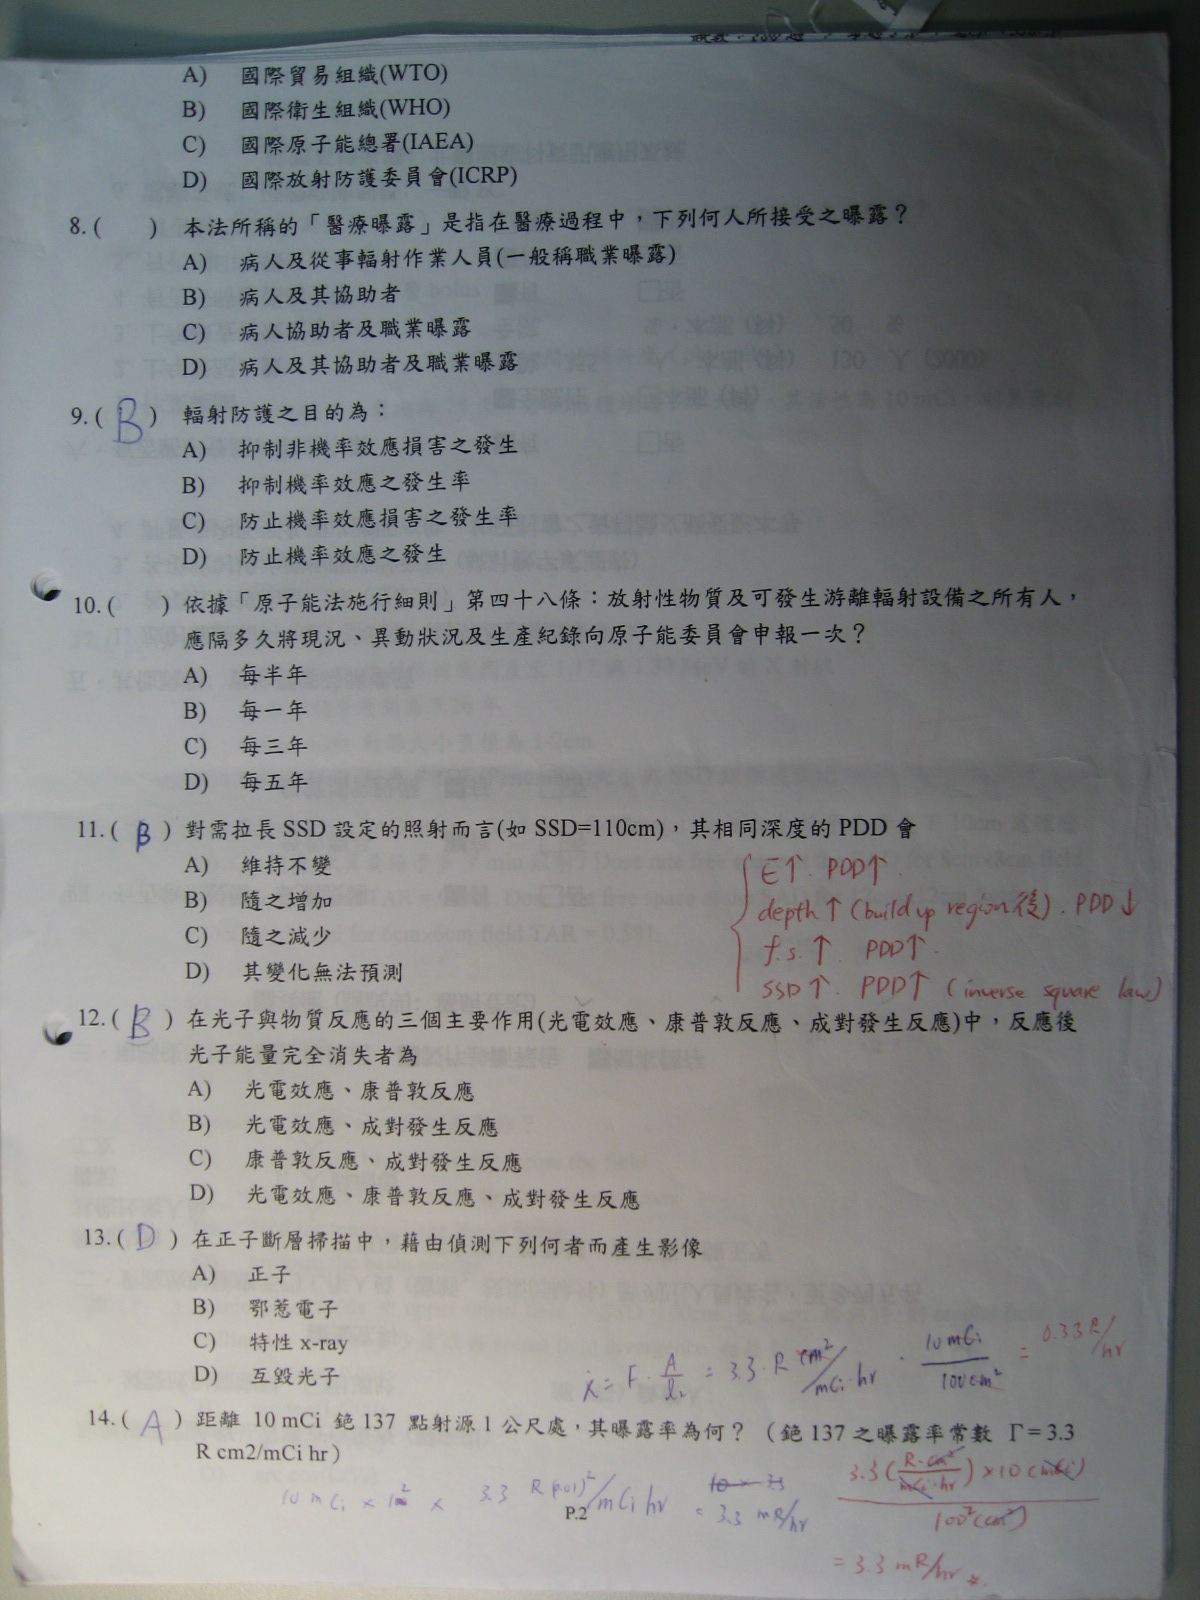 A) 國際貿易組織(WTO)
B) 國際衛生組織(WHO)
C) 國際原子能總署(IAEA)
D) 國際放射防護委員會(ICRP)
8. ( ) 本法所稱的「醫療曝露」是指在醫療過程中，下列何人所接受之曝露？
A) 病人及從事輻射作業人員(一般稱職業曝露)
B) 病人及其協助者
C) 病人協助者及職業曝露
D) 病人及其協助者及職業曝露
9. ( B ) 輻射防護之目的為：
A) 抑制非機率效應損害之發生
B) 抑制機率效應之發生率
C) 防止機率效應損害之發生率
D) 防止機率效應之發生
10. ( ) 依據「原子能法施行細則」第四十八條：放射性物質及可發生游離輻射設備之所有人，
應隔多久將現況、異動狀況及生產紀錄向原子能委員會申報一次？
A) 每半年
B) 每一年
C) 每三年
D) 每五年
11. ( B ) 對需拉長 SSD 設定的照射而言(如 SSD=110cm)，其相同深度的 PDD 會
A) 維持不變
B) 隨之增加
C) 隨之減少
D) 其變化無法預測
E↑. PDD↑.
depth↑(build up region後). PDD↓
f.s.↑ PDD↑.
SSD↑. PDD↑ (inverse square law)
12. ( B ) 在光子與物質反應的三個主要作用(光電效應、康普敦反應、成對發生反應)中，反應後
光子能量完全消失者為
A) 光電效應、康普敦反應
B) 光電效應、成對發生反應
C) 康普敦反應、成對發生反應
D) 光電效應、康普敦反應、成對發生反應
13. ( D ) 在正子斷層掃描中，藉由偵測下列何者而產生影像
A) 正子
B) 鄂惹電子
C) 特性 x-ray
D) 互毀光子
= 3.3 · R cm²/mCi·hr · 10 mCi/100cm² = 0.33 R/hr
14. ( A ) 距離 10 mCi 銫 137 點射源 1 公尺處，其曝露率為何？（銫 137 之曝露率常數 Γ = 3.3
R cm2/mCi hr）
3.3 (R·cm²/mCi·hr) × 10 (mCi) / 100²(cm²)
= 3.3 mR/hr
= 3.3 mR/hr
P.2